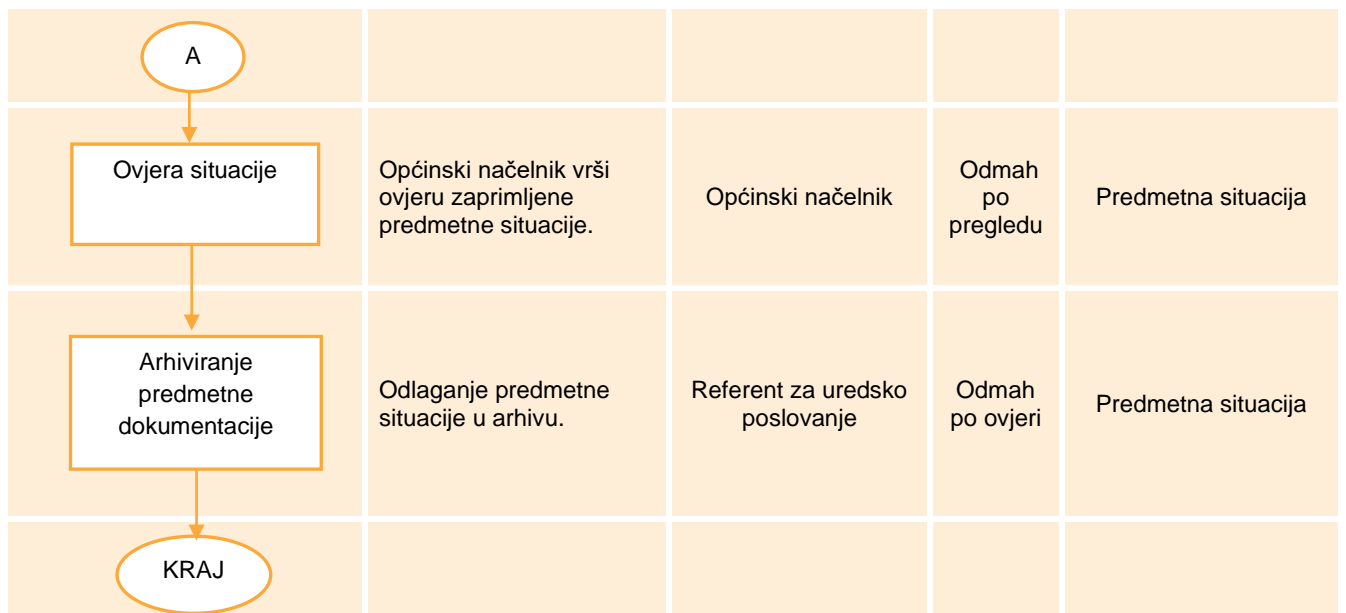 A
Ovjera situacije
Općinski načelnik vrši
ovjeru zaprimljene
predmetne situacije.
Općinski načelnik
Odmah
po
pregledu
Predmetna situacija
Arhiviranje
predmetne
dokumentacije
Odlaganje predmetne
situacije u arhivu.
Referent za uredsko
poslovanje
Odmah
po ovjeri
Predmetna situacija
KRAJ